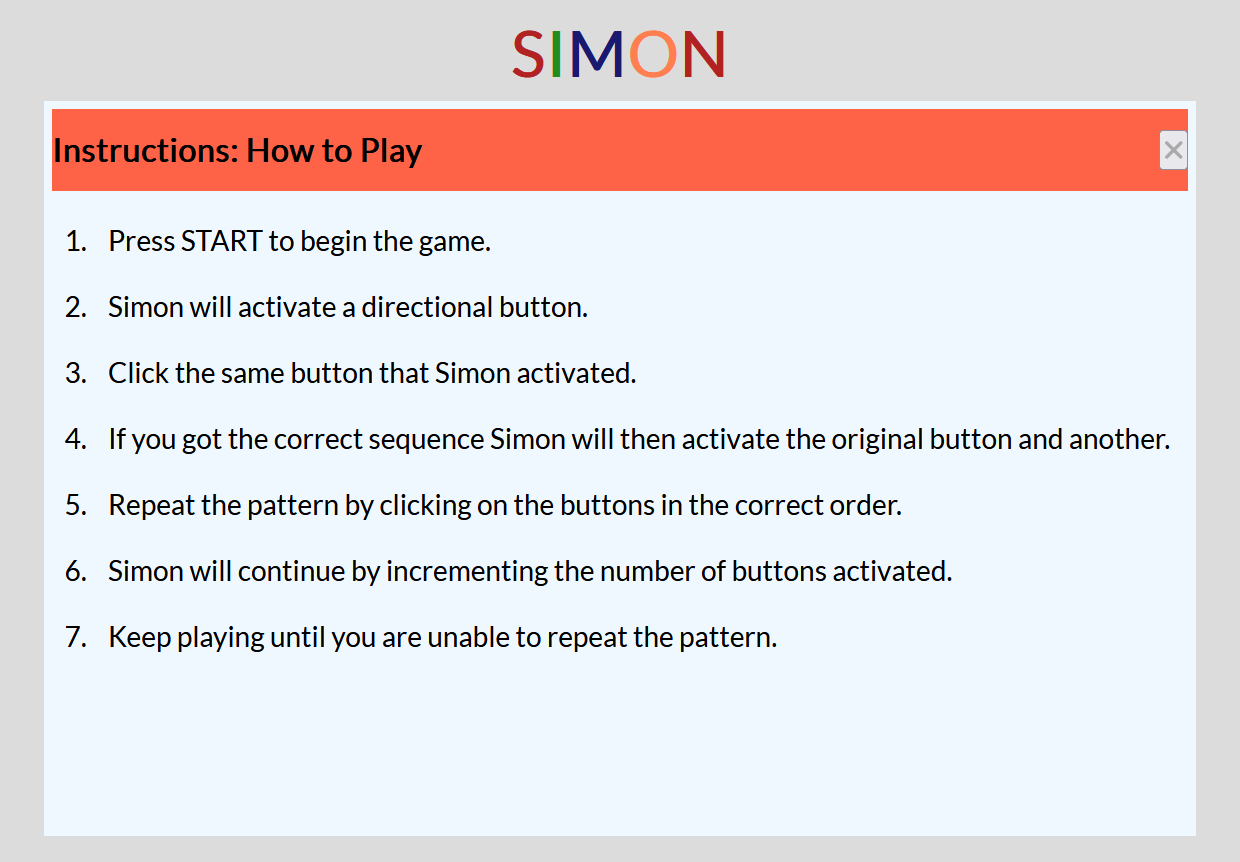 SIMON
Instructions: How to Play
1. Press START to begin the game.
2. Simon will activate a directional button.
3. Click the same button that Simon activated.
4. If you got the correct sequence Simon will then activate the original button and another.
5. Repeat the pattern by clicking on the buttons in the correct order.
6. Simon will continue by incrementing the number of buttons activated.
7. Keep playing until you are unable to repeat the pattern.